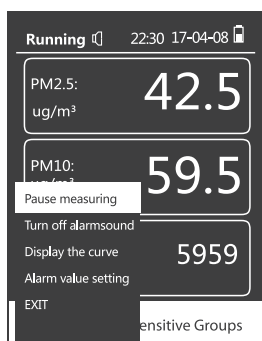 Running 22:30 17-04-08
PM2.5: 42.5
ug/m³
PM10: 59.5
Pause measuring
Turn off alarmsound
Display the curve 5959
Alarm value setting
EXIT
ensitive Groups